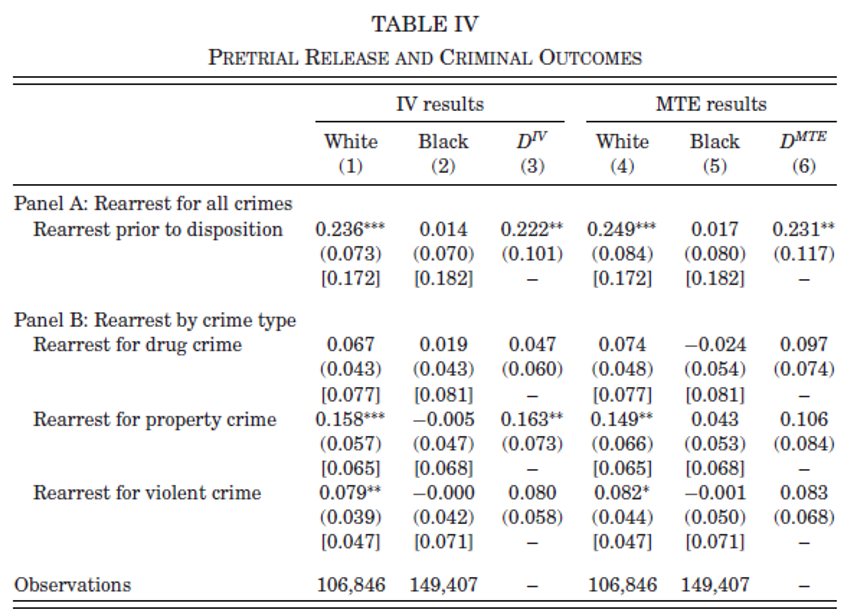 TABLE IV
PRETRIAL RELEASE AND CRIMINAL OUTCOMES
IV results MTE results
White Black D^IV White Black D^MTE
(1) (2) (3) (4) (5) (6)
Panel A: Rearrest for all crimes
Rearrest prior to disposition 0.236*** 0.014 0.222** 0.249*** 0.017 0.231**
(0.073) (0.070) (0.101) (0.084) (0.080) (0.117)
[0.172] [0.182] – [0.172] [0.182] –
Panel B: Rearrest by crime type
Rearrest for drug crime 0.067 0.019 0.047 0.074 −0.024 0.097
(0.043) (0.043) (0.060) (0.048) (0.054) (0.074)
[0.077] [0.081] – [0.077] [0.081] –
Rearrest for property crime 0.158*** −0.005 0.163** 0.149** 0.043 0.106
(0.057) (0.047) (0.073) (0.066) (0.053) (0.084)
[0.065] [0.068] – [0.065] [0.068] –
Rearrest for violent crime 0.079** −0.000 0.080 0.082* −0.001 0.083
(0.039) (0.042) (0.058) (0.044) (0.050) (0.068)
[0.047] [0.071] – [0.047] [0.071] –
Observations 106,846 149,407 – 106,846 149,407 –